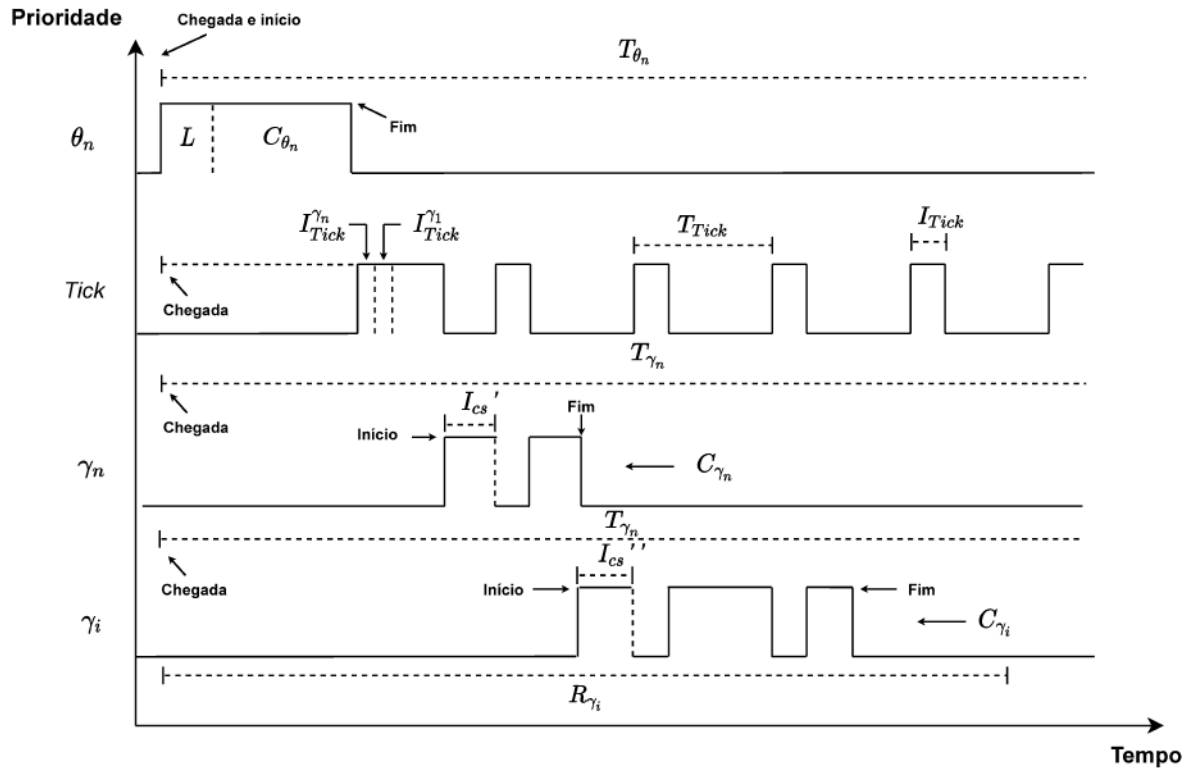 Prioridade
Chegada e início
T_{θ_n}
θ_n
L
C_{θ_n}
Fim
I_{Tick}^{γ_n}
I_{Tick}^{γ_1}
T_{Tick}
I_{Tick}
Tick
Chegada
T_{γ_n}
Chegada
I_{cs}'
Fim
Início
γ_n
C_{γ_n}
T_{γ_n}
I_{cs}''
Chegada
Início
Fim
γ_i
C_{γ_i}
R_{γ_i}
Tempo